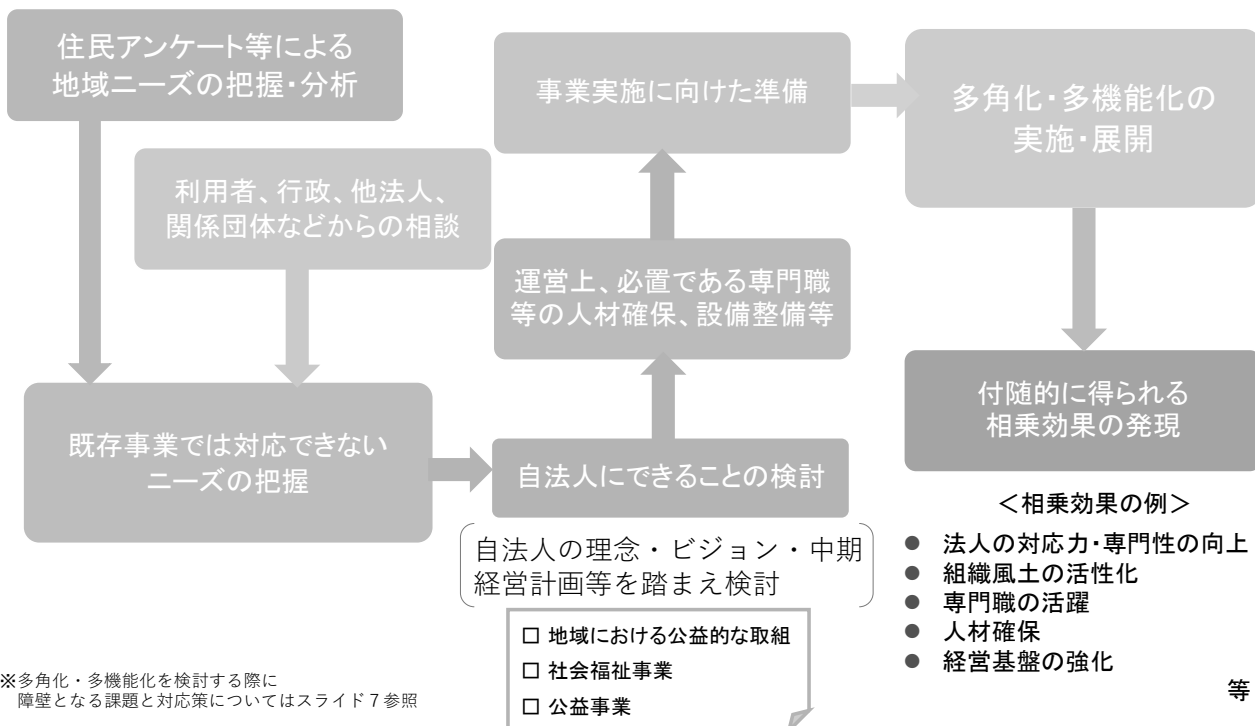 住民アンケート等による
地域ニーズの把握・分析
利用者、行政、他法人、
関係団体などからの相談
既存事業では対応できない
ニーズの把握
自法人にできることの検討
自法人の理念・ビジョン・中期
経営計画等を踏まえ検討
□ 地域における公益的な取組
□ 社会福祉事業
□ 公益事業
運営上、必置である専門職
等の人材確保、設備整備等
事業実施に向けた準備
多角化・多機能化の
実施・展開
付随的に得られる
相乗効果の発現
＜相乗効果の例＞
● 法人の対応力・専門性の向上
● 組織風土の活性化
● 専門職の活躍
● 人材確保
● 経営基盤の強化
等
※多角化・多機能化を検討する際に
障壁となる課題と対応策についてはスライド７参照